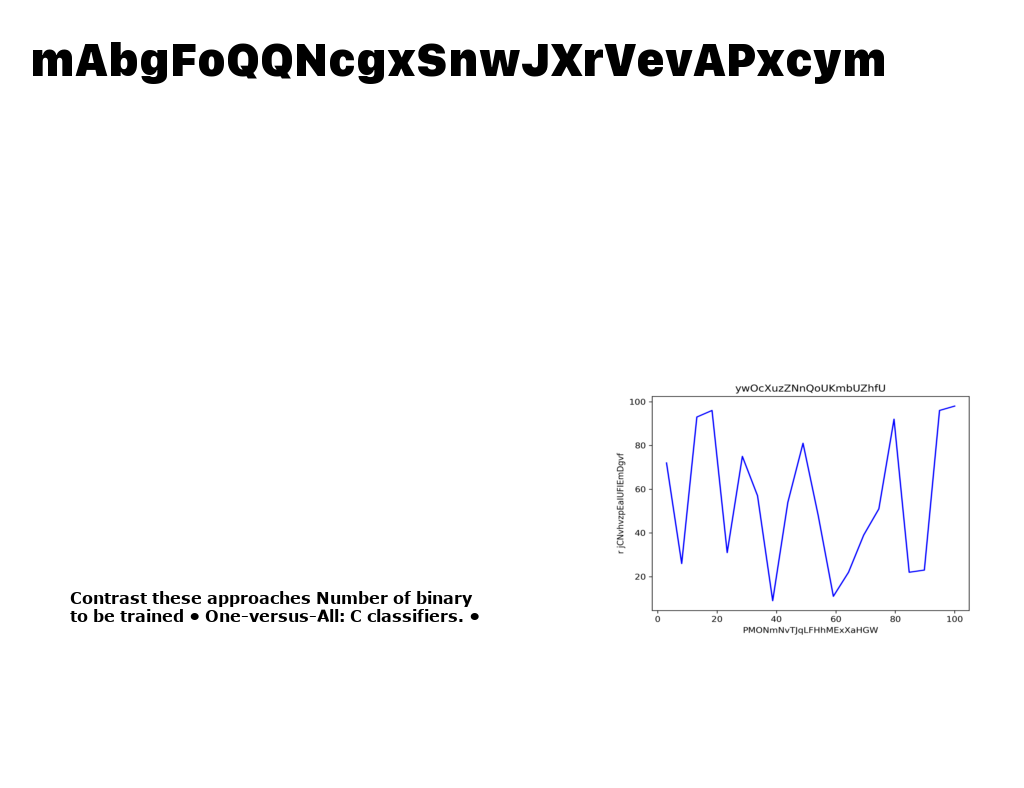 mAbgFoQQNcgxSnwJXrVevAPxcym
ywOcXuzZNnQoUKmbUZhfU
100
80
60
40
20
0 20 40 60 80 100
PMONmNvTJqLFHhMExXaHGW
Contrast these approaches Number of binary
to be trained • One-versus-All: C classifiers. •